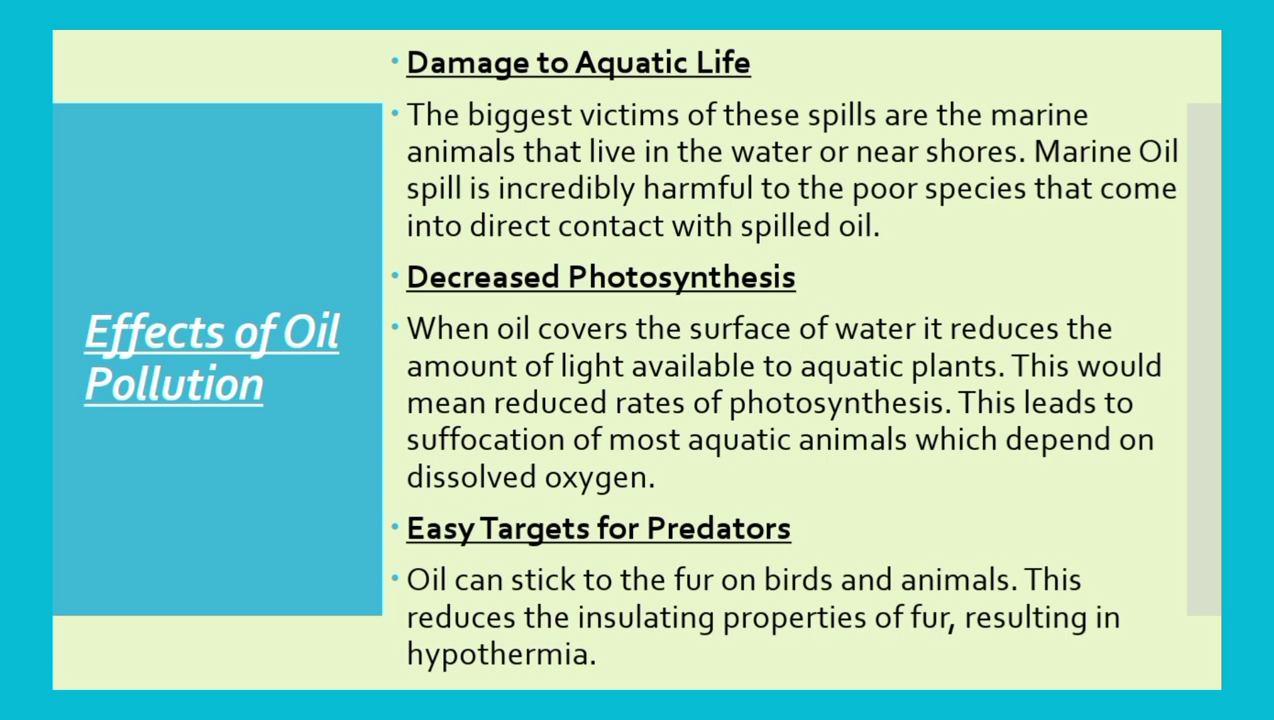 Effects of Oil
Pollution
• Damage to Aquatic Life
• The biggest victims of these spills are the marine
animals that live in the water or near shores. Marine Oil
spill is incredibly harmful to the poor species that come
into direct contact with spilled oil.
• Decreased Photosynthesis
• When oil covers the surface of water it reduces the
amount of light available to aquatic plants. This would
mean reduced rates of photosynthesis. This leads to
suffocation of most aquatic animals which depend on
dissolved oxygen.
• Easy Targets for Predators
• Oil can stick to the fur on birds and animals. This
reduces the insulating properties of fur, resulting in
hypothermia.